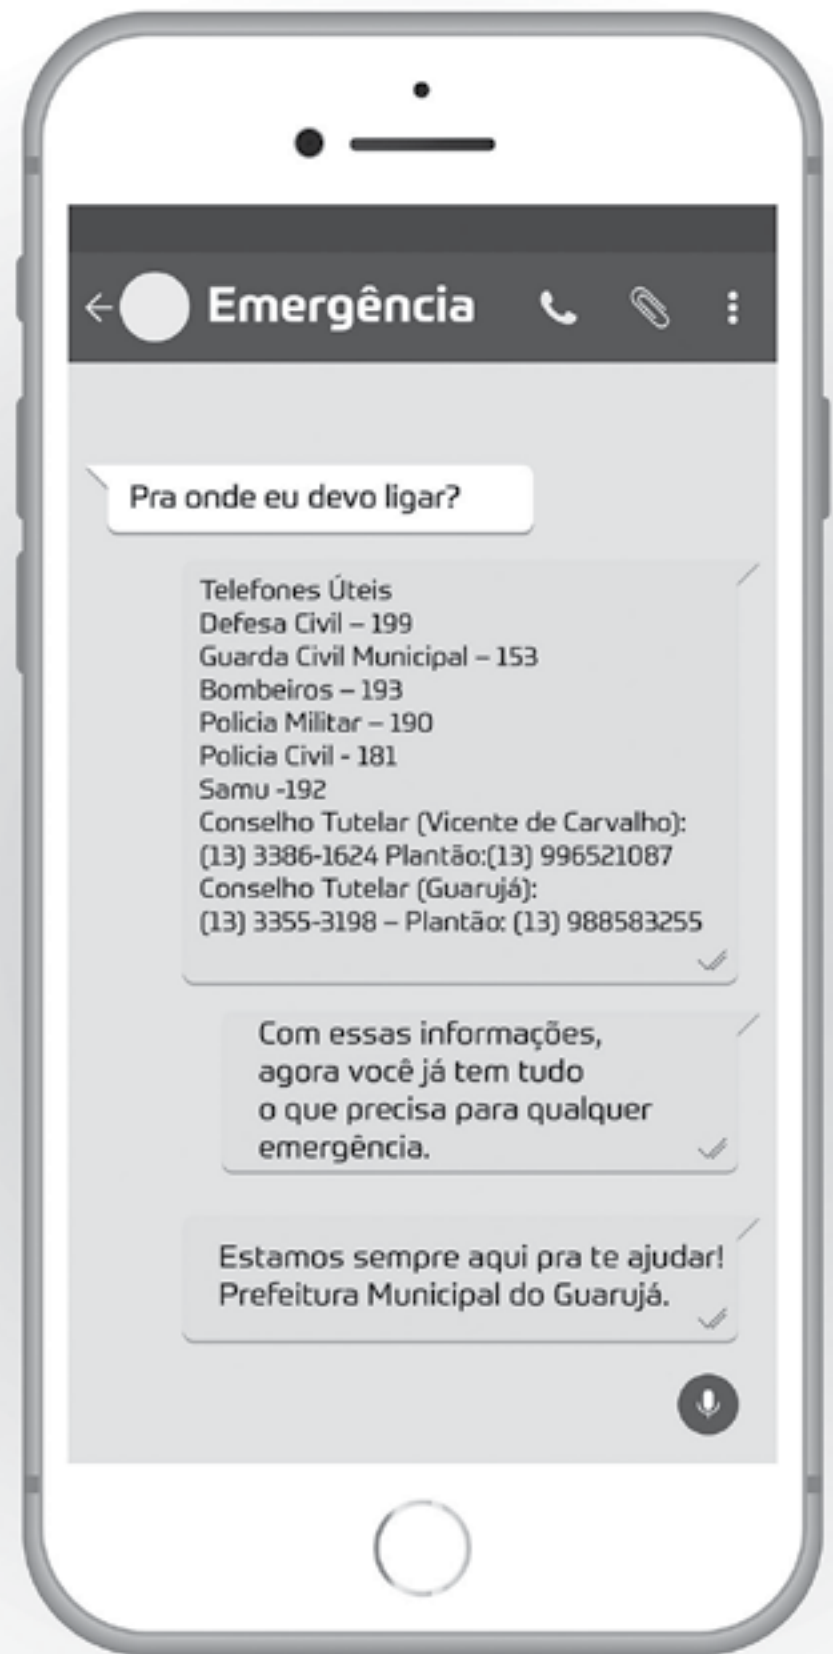 Emergência
Pra onde eu devo ligar?
Telefones Úteis
Defesa Civil – 199
Guarda Civil Municipal – 153
Bombeiros – 193
Policia Militar – 190
Policia Civil - 181
Samu -192
Conselho Tutelar (Vicente de Carvalho):
(13) 3386-1624 Plantão:(13) 996521087
Conselho Tutelar (Guarujá):
(13) 3355-3198 – Plantão: (13) 988583255
Com essas informações,
agora você já tem tudo
o que precisa para qualquer
emergência.
Estamos sempre aqui pra te ajudar!
Prefeitura Municipal do Guarujá.